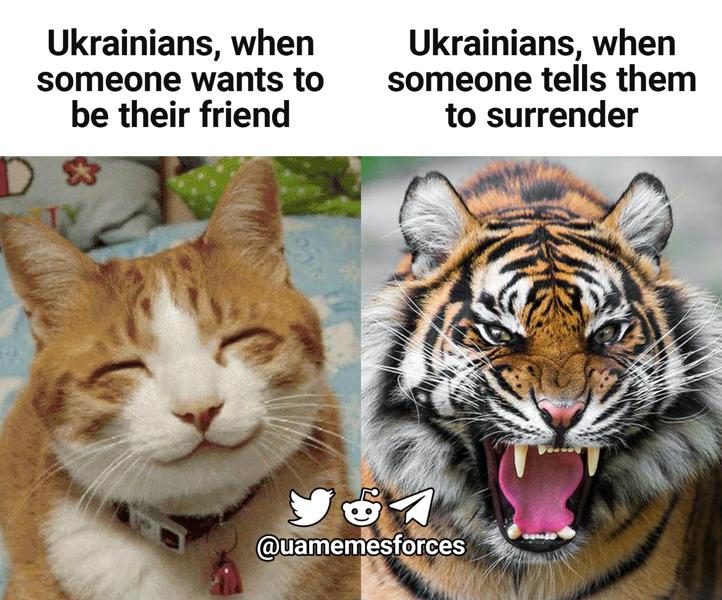 Ukrainians, when
someone wants to
be their friend
Ukrainians, when
someone tells them
to surrender
@uamemesforces